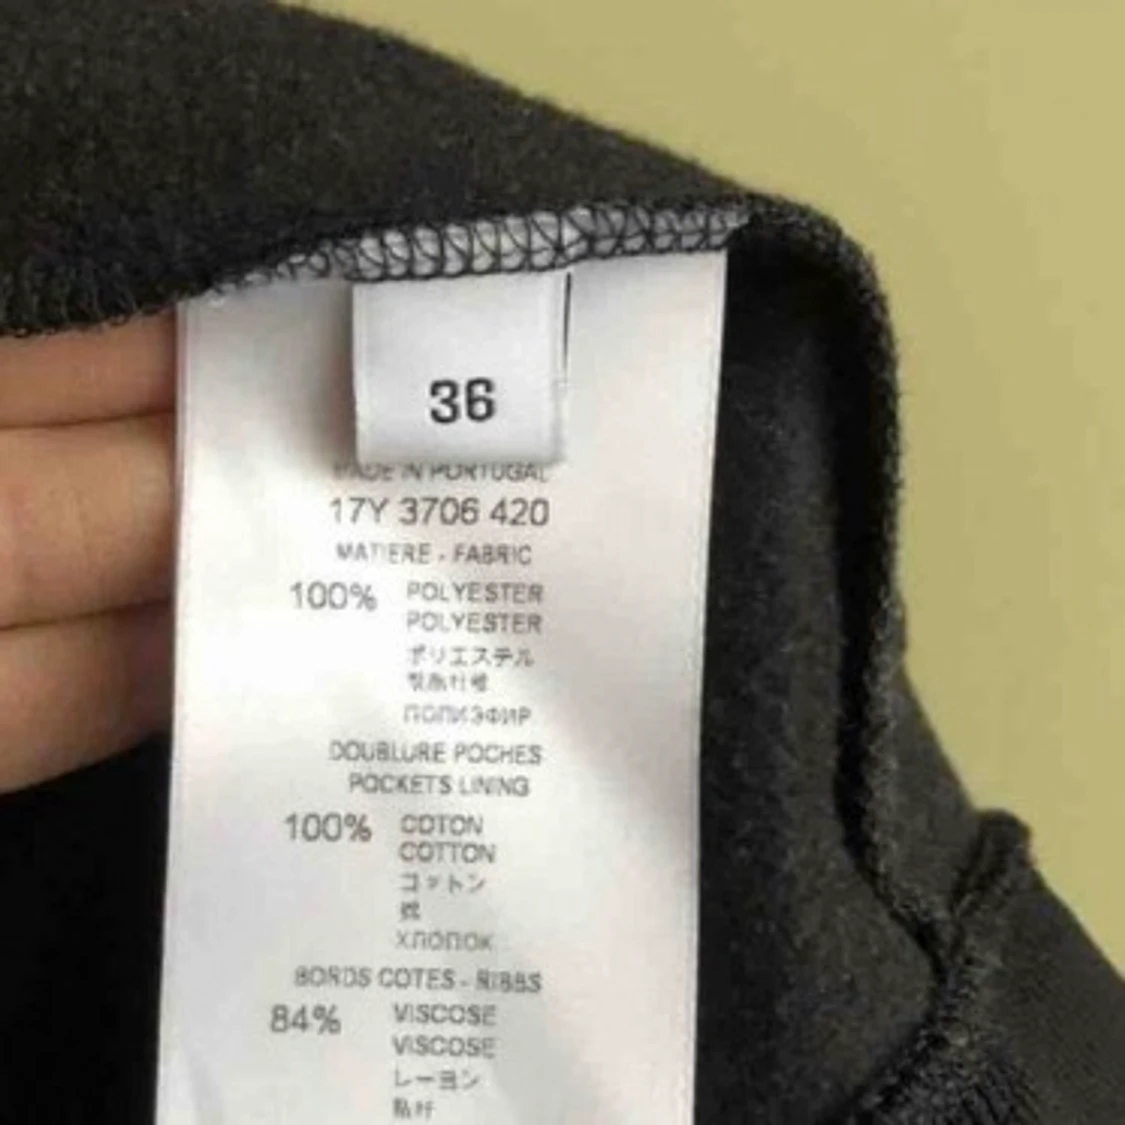 36
MADE IN PORTUGAL
17Y 3706 420
MATIERE - FABRIC
100% POLYESTER
POLYESTER
ポリエステル
ПОЛИЭФИР
DOUBLURE POCHES
POCKETS LINING
100% COTON
COTTON
コットン
ХЛОПОК
BORDS COTES - RIBBS
84% VISCOSE
VISCOSE
レーヨン